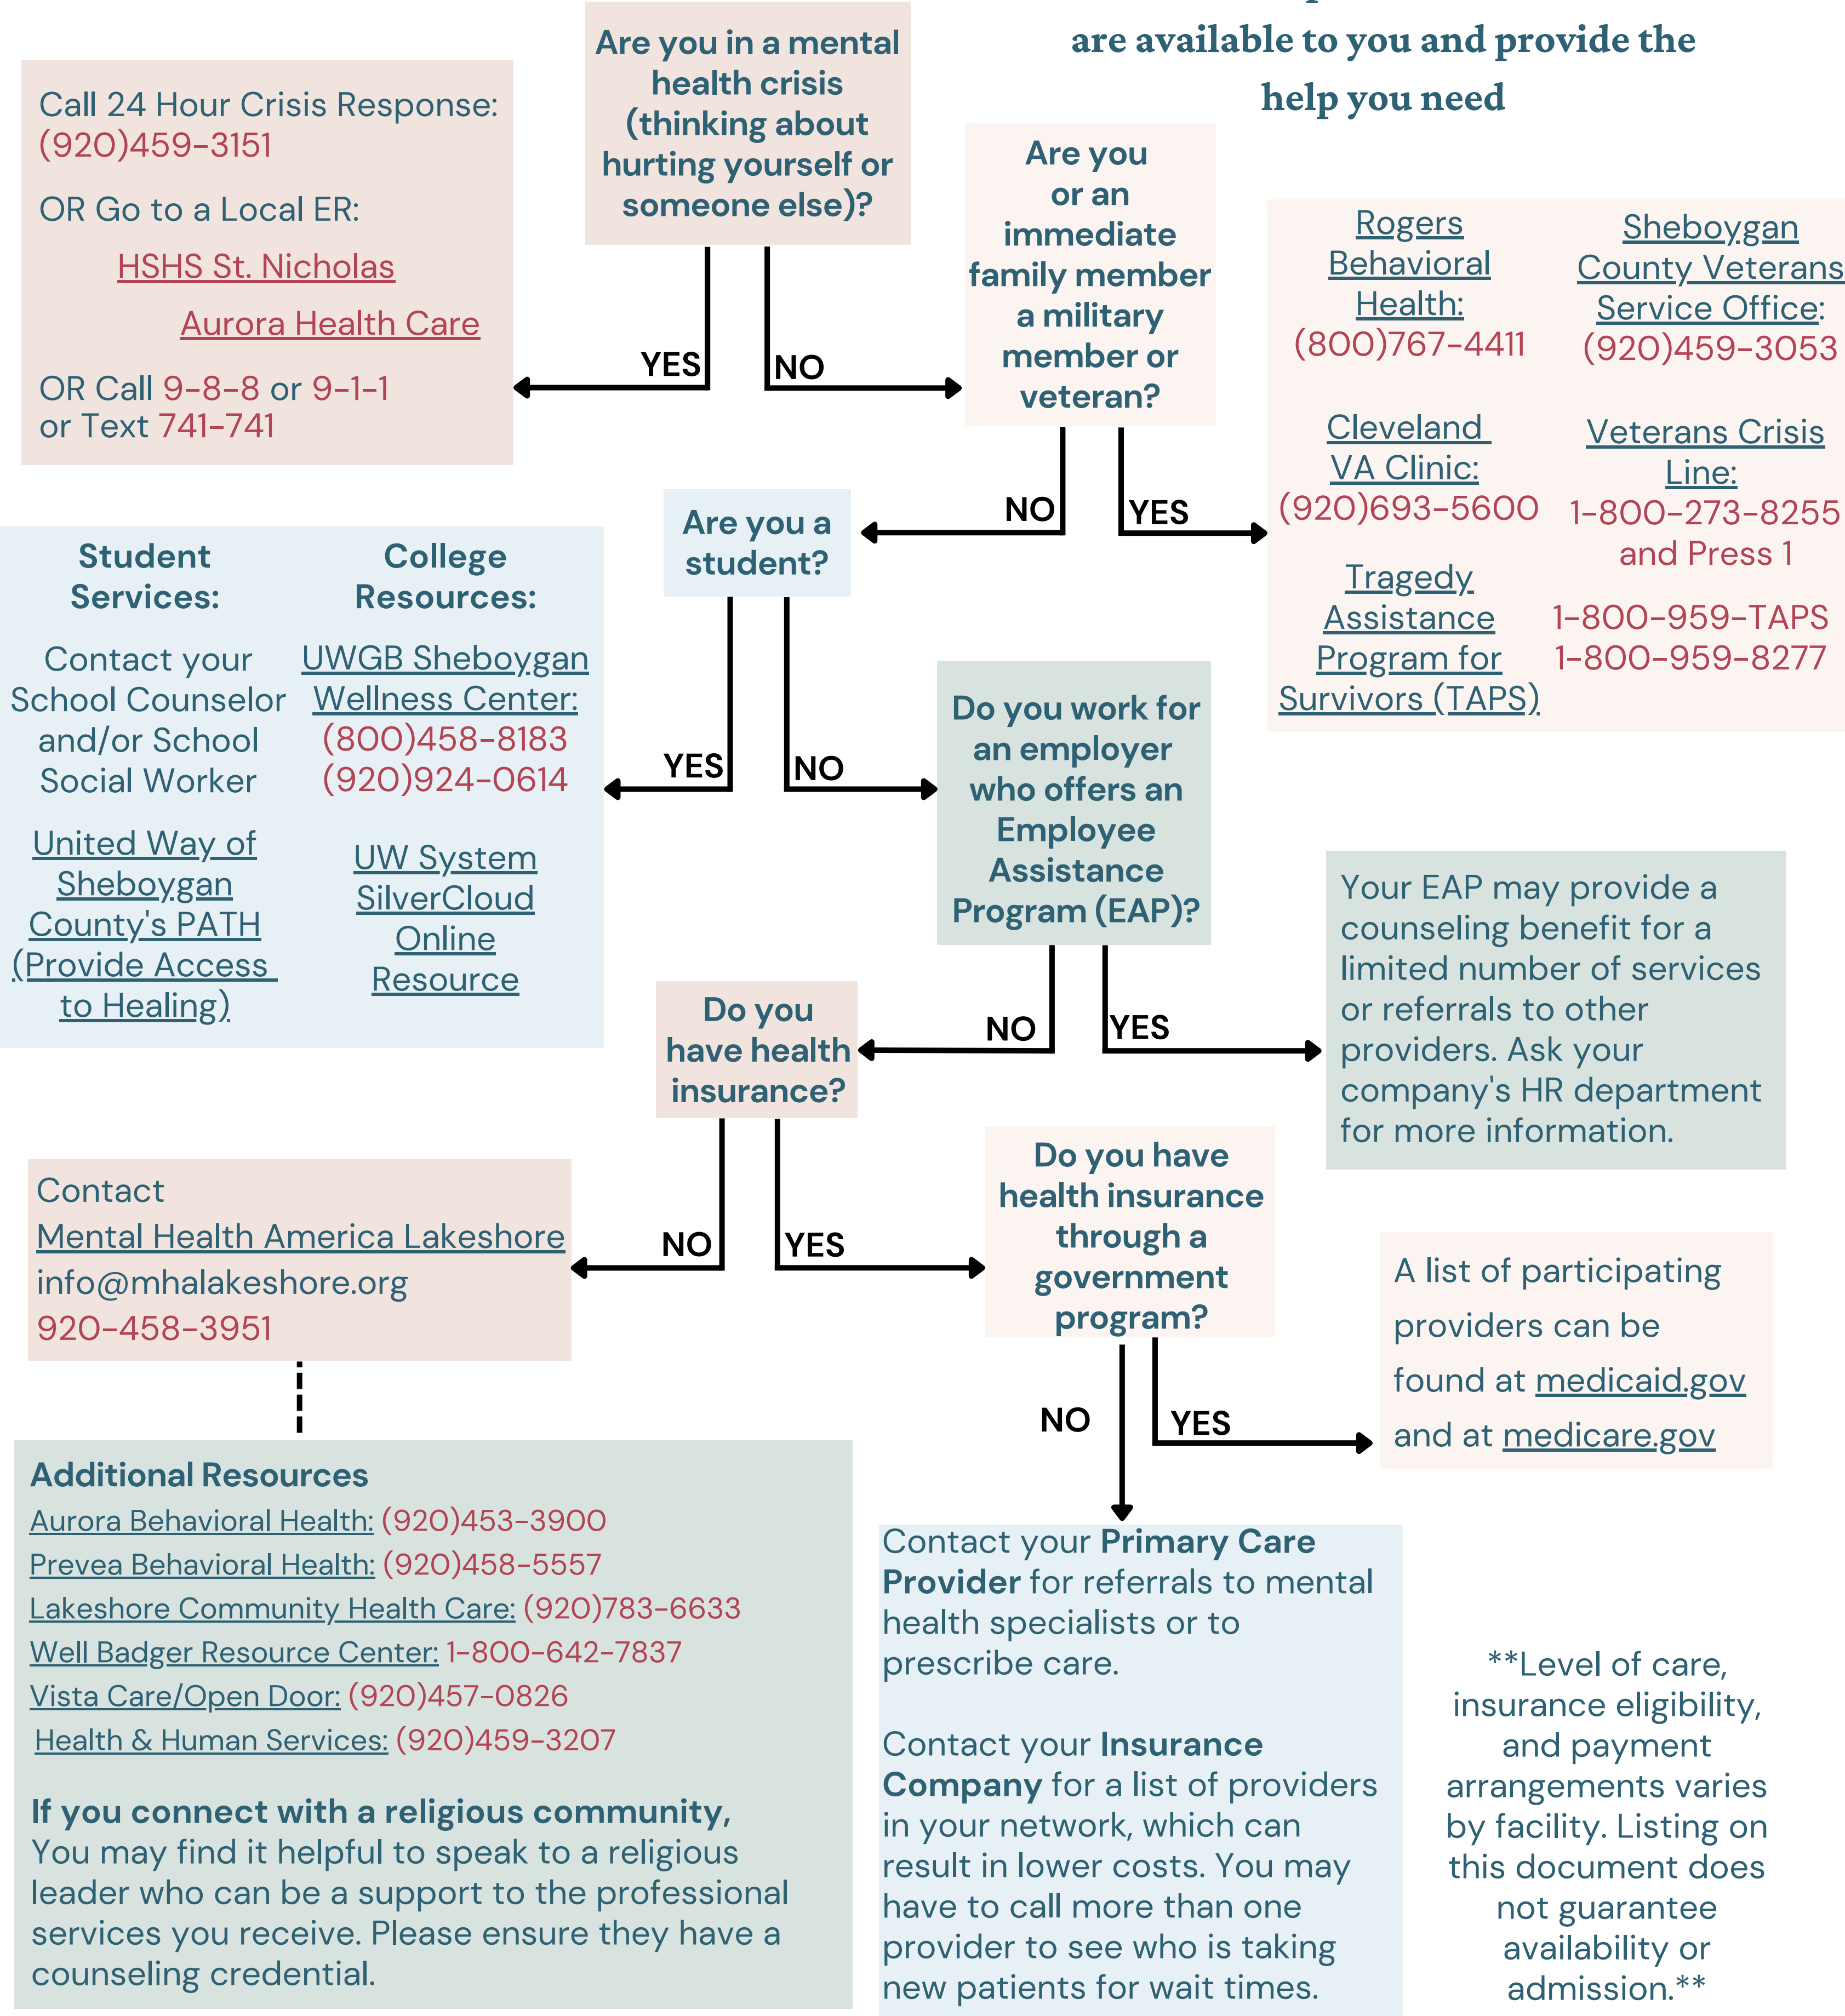 are available to you and provide the
help you need
Are you in a mental
health crisis
(thinking about
hurting yourself or
someone else)?
Call 24 Hour Crisis Response:
(920)459-3151
OR Go to a Local ER:
HSHS St. Nicholas
Aurora Health Care
OR Call 9-8-8 or 9-1-1
or Text 741-741
YES
NO
Are you
or an
immediate
family member
a military
member or
veteran?
Rogers
Behavioral
Health:
(800)767-4411
Sheboygan
County Veterans
Service Office:
(920)459-3053
Cleveland
VA Clinic:
(920)693-5600
Veterans Crisis
Line:
1-800-273-8255
and Press 1
Tragedy
Assistance
Program for
Survivors (TAPS)
1-800-959-TAPS
1-800-959-8277
NO
YES
Are you a
student?
Student
Services:
Contact your
School Counselor
and/or School
Social Worker
United Way of
Sheboygan
County's PATH
(Provide Access
to Healing)
College
Resources:
UWGB Sheboygan
Wellness Center:
(800)458-8183
(920)924-0614
UW System
SilverCloud
Online
Resource
YES
NO
Do you work for
an employer
who offers an
Employee
Assistance
Program (EAP)?
Your EAP may provide a
counseling benefit for a
limited number of services
or referrals to other
providers. Ask your
company's HR department
for more information.
NO
YES
Do you
have health
insurance?
NO
YES
Contact
Mental Health America Lakeshore
info@mhalakeshore.org
920-458-3951
Do you have
health insurance
through a
government
program?
NO
YES
A list of participating
providers can be
found at medicaid.gov
and at medicare.gov
Additional Resources
Aurora Behavioral Health: (920)453-3900
Prevea Behavioral Health: (920)458-5557
Lakeshore Community Health Care: (920)783-6633
Well Badger Resource Center: 1-800-642-7837
Vista Care/Open Door: (920)457-0826
Health & Human Services: (920)459-3207
If you connect with a religious community,
You may find it helpful to speak to a religious
leader who can be a support to the professional
services you receive. Please ensure they have a
counseling credential.
Contact your Primary Care
Provider for referrals to mental
health specialists or to
prescribe care.
Contact your Insurance
Company for a list of providers
in your network, which can
result in lower costs. You may
have to call more than one
provider to see who is taking
new patients for wait times.
**Level of care,
insurance eligibility,
and payment
arrangements varies
by facility. Listing on
this document does
not guarantee
availability or
admission.**